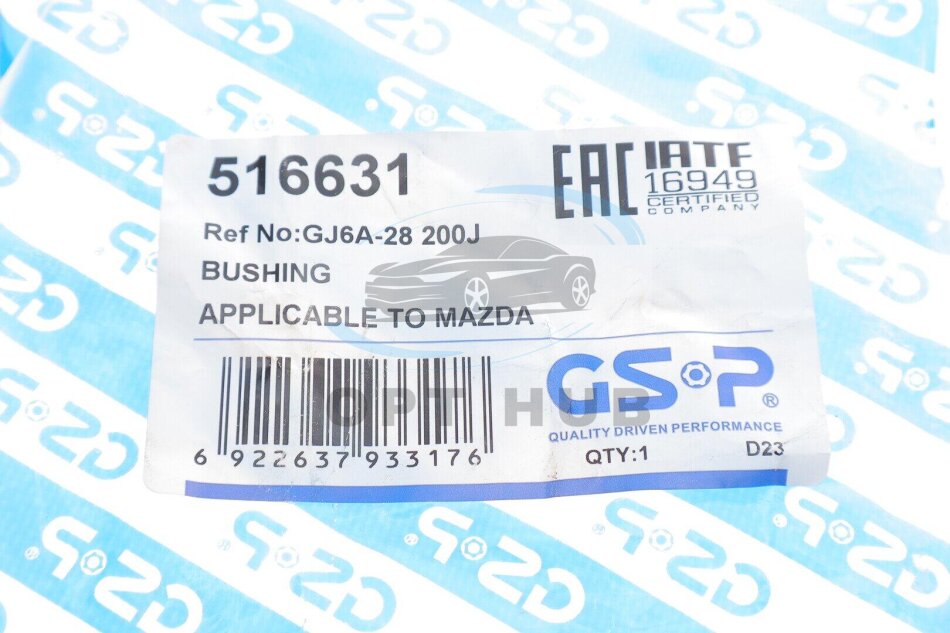 516631
EAC
IATF
16949
CERTIFIED
COMPANY
Ref No:GJ6A-28 200J
BUSHING
APPLICABLE TO MAZDA
GSP®
QUALITY DRIVEN PERFORMANCE
OPT HUB
6 922637 933176
QTY:1
D23